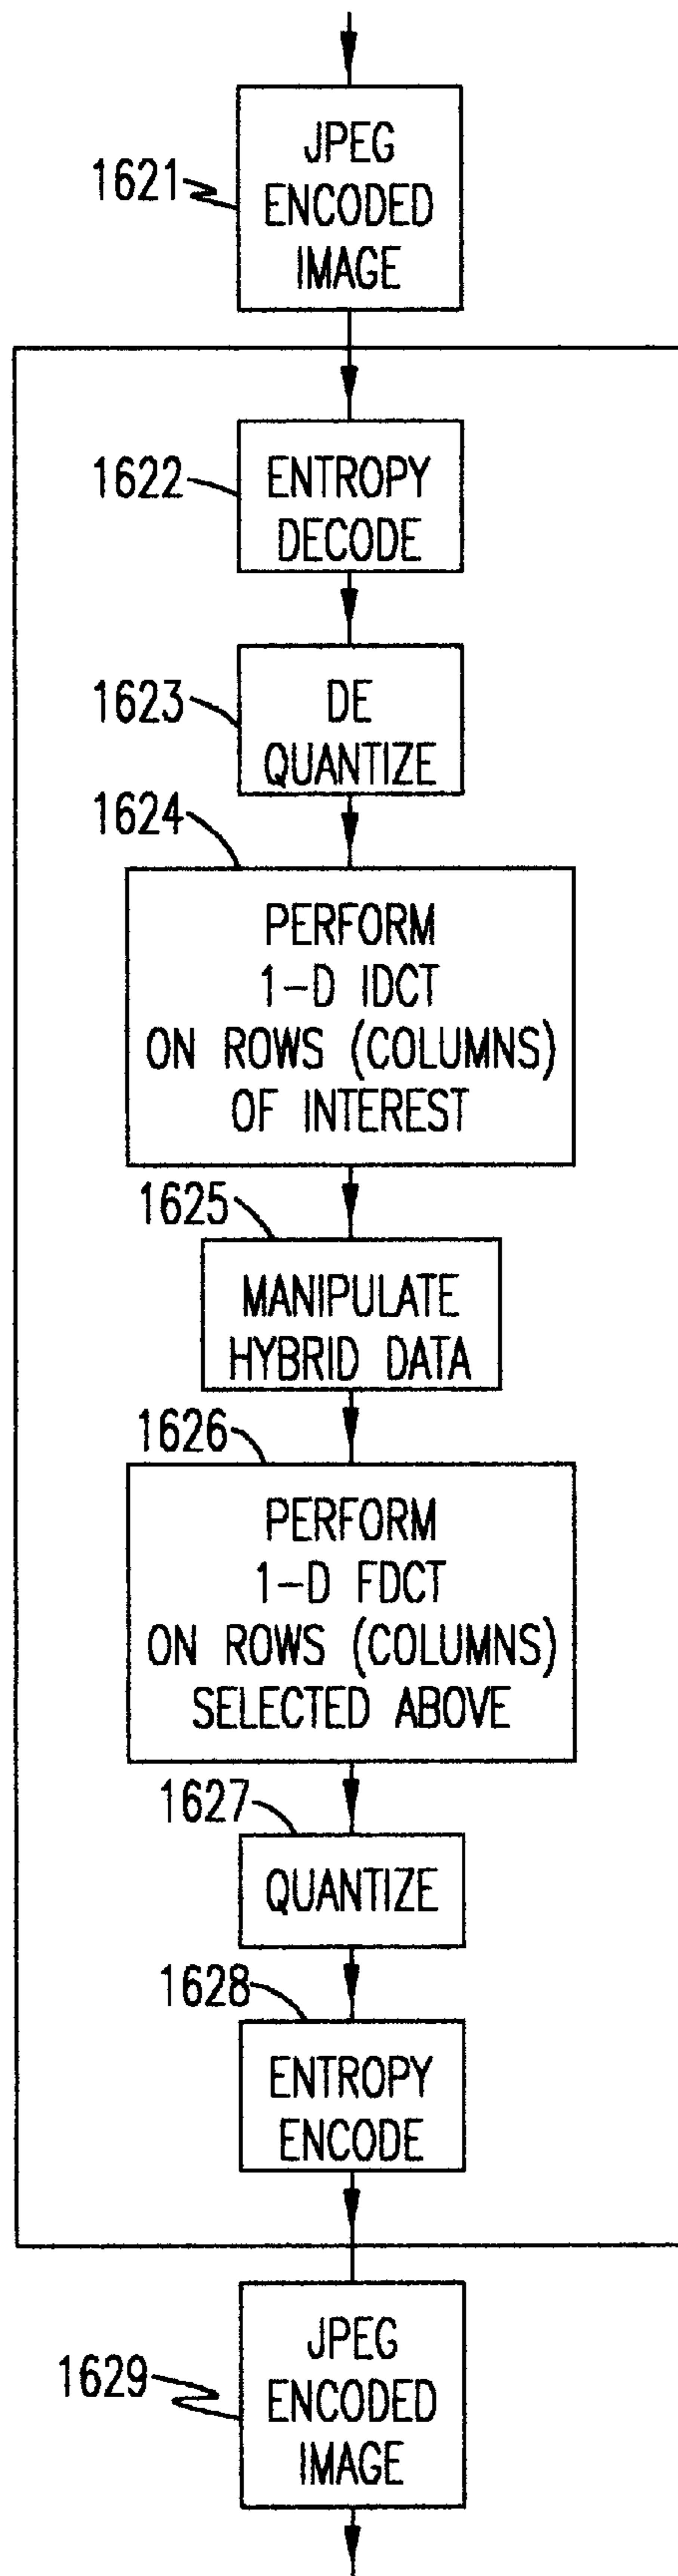 1621
JPEG
ENCODED
IMAGE
1622
ENTROPY
DECODE
1623
DE
QUANTIZE
1624
PERFORM
1-D IDCT
ON ROWS (COLUMNS)
OF INTEREST
1625
MANIPULATE
HYBRID DATA
1626
PERFORM
1-D FDCT
ON ROWS (COLUMNS)
SELECTED ABOVE
1627
QUANTIZE
1628
ENTROPY
ENCODE
1629
JPEG
ENCODED
IMAGE